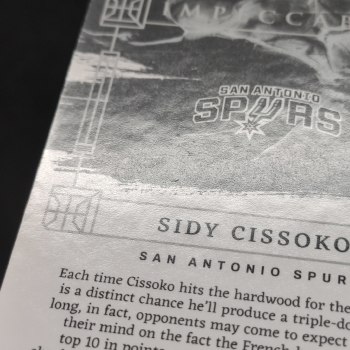 IMPECCAB
SAN ANTONIO
SPURS
SIDY CISSOKO
SAN ANTONIO SPUR
Each time Cissoko hits the hardwood for the
is a distinct chance he'll produce a triple-do
long, in fact, opponents may come to expect
their mind on the fact the French
top 10 in points